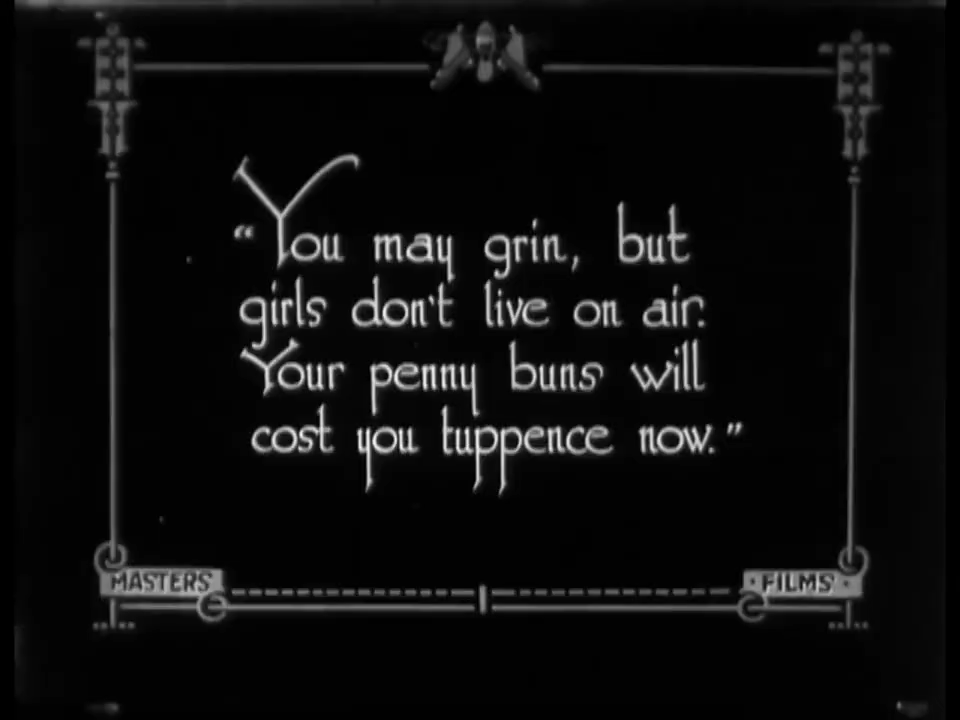 “You may grin, but
girls don't live on air.
Your penny buns will
cost you tuppence now.”
MASTERS
· FILMS ·